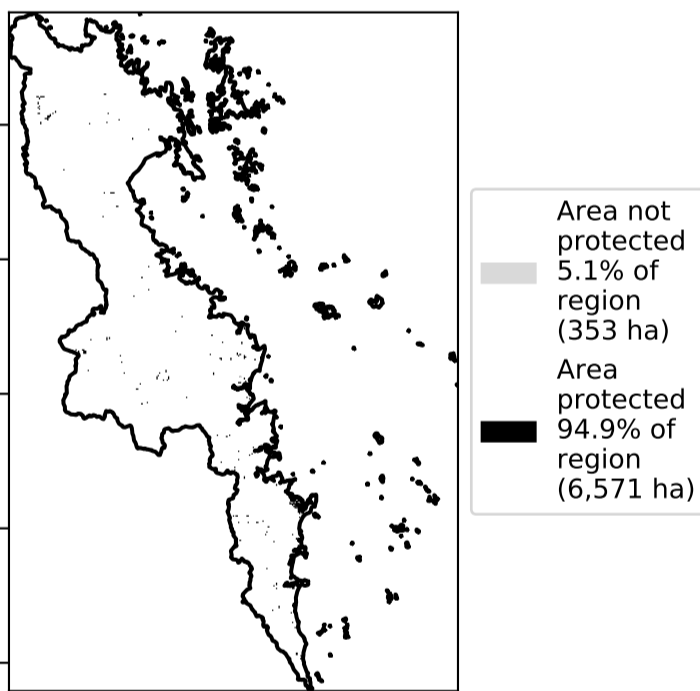 Area not
protected
5.1% of
region
(353 ha)
Area
protected
94.9% of
region
(6,571 ha)